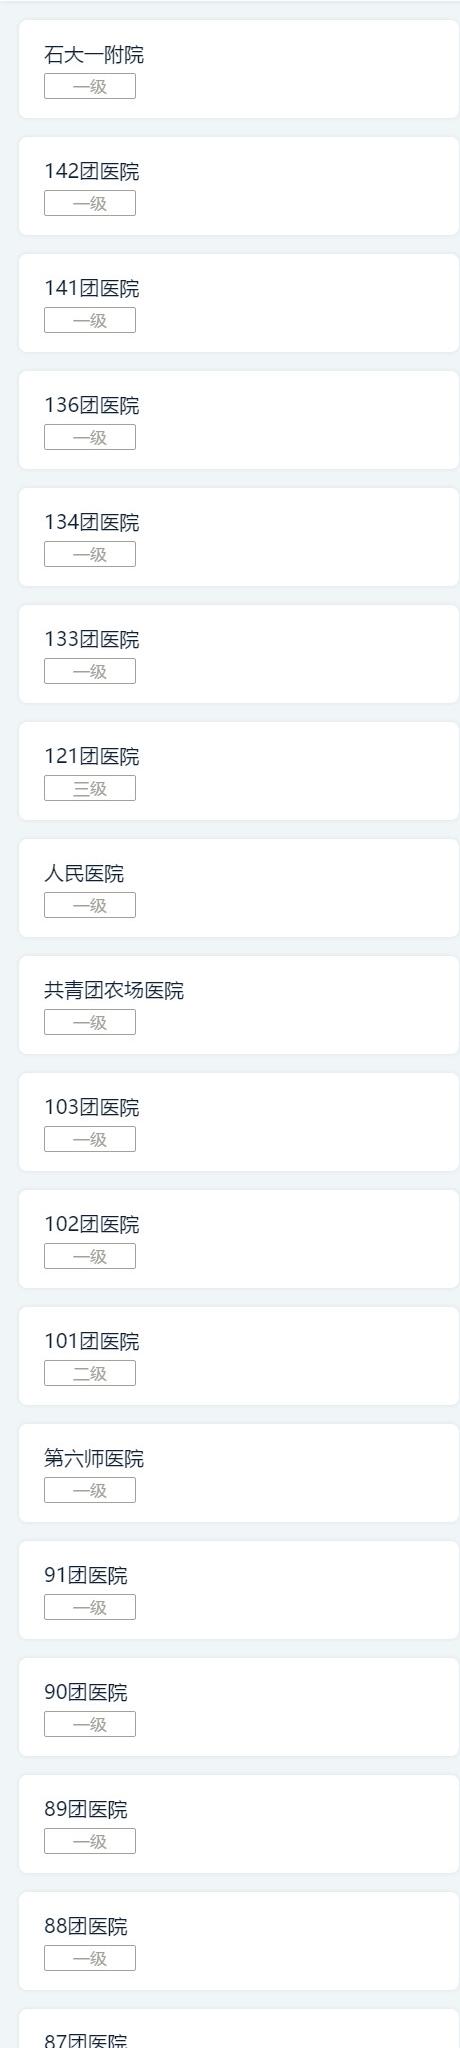 石大一附院
一级
142团医院
一级
141团医院
一级
136团医院
一级
134团医院
一级
133团医院
一级
121团医院
三级
人民医院
一级
共青团农场医院
一级
103团医院
一级
102团医院
一级
101团医院
二级
第六师医院
一级
91团医院
一级
90团医院
一级
89团医院
一级
88团医院
一级
87团医院